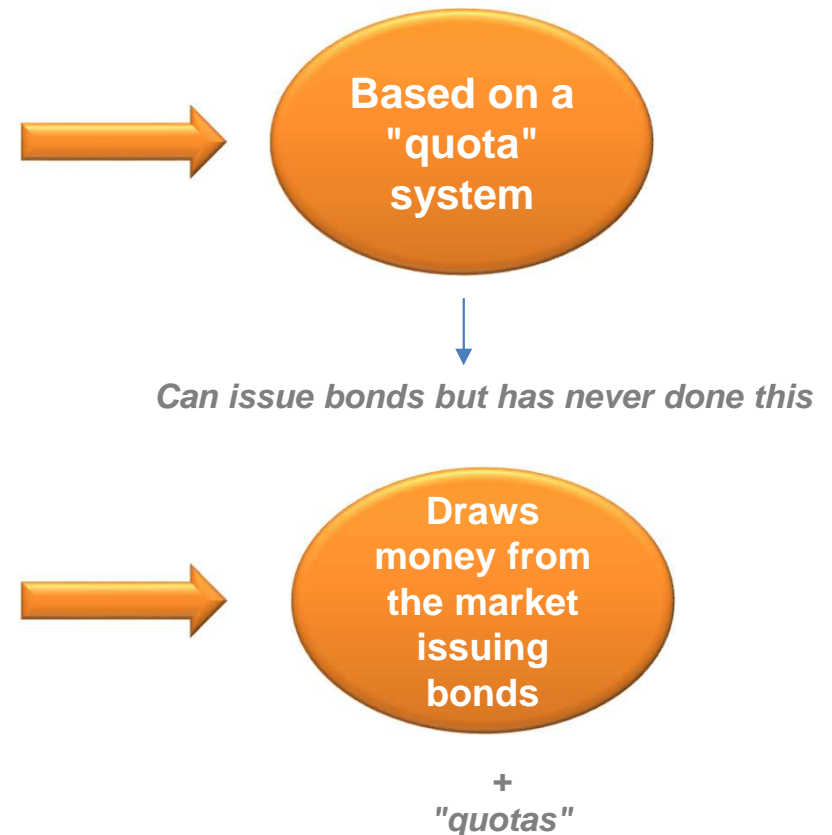 Based on a
"quota"
system
Can issue bonds but has never done this
Draws
money from
the market
issuing
bonds
+
"quotas"